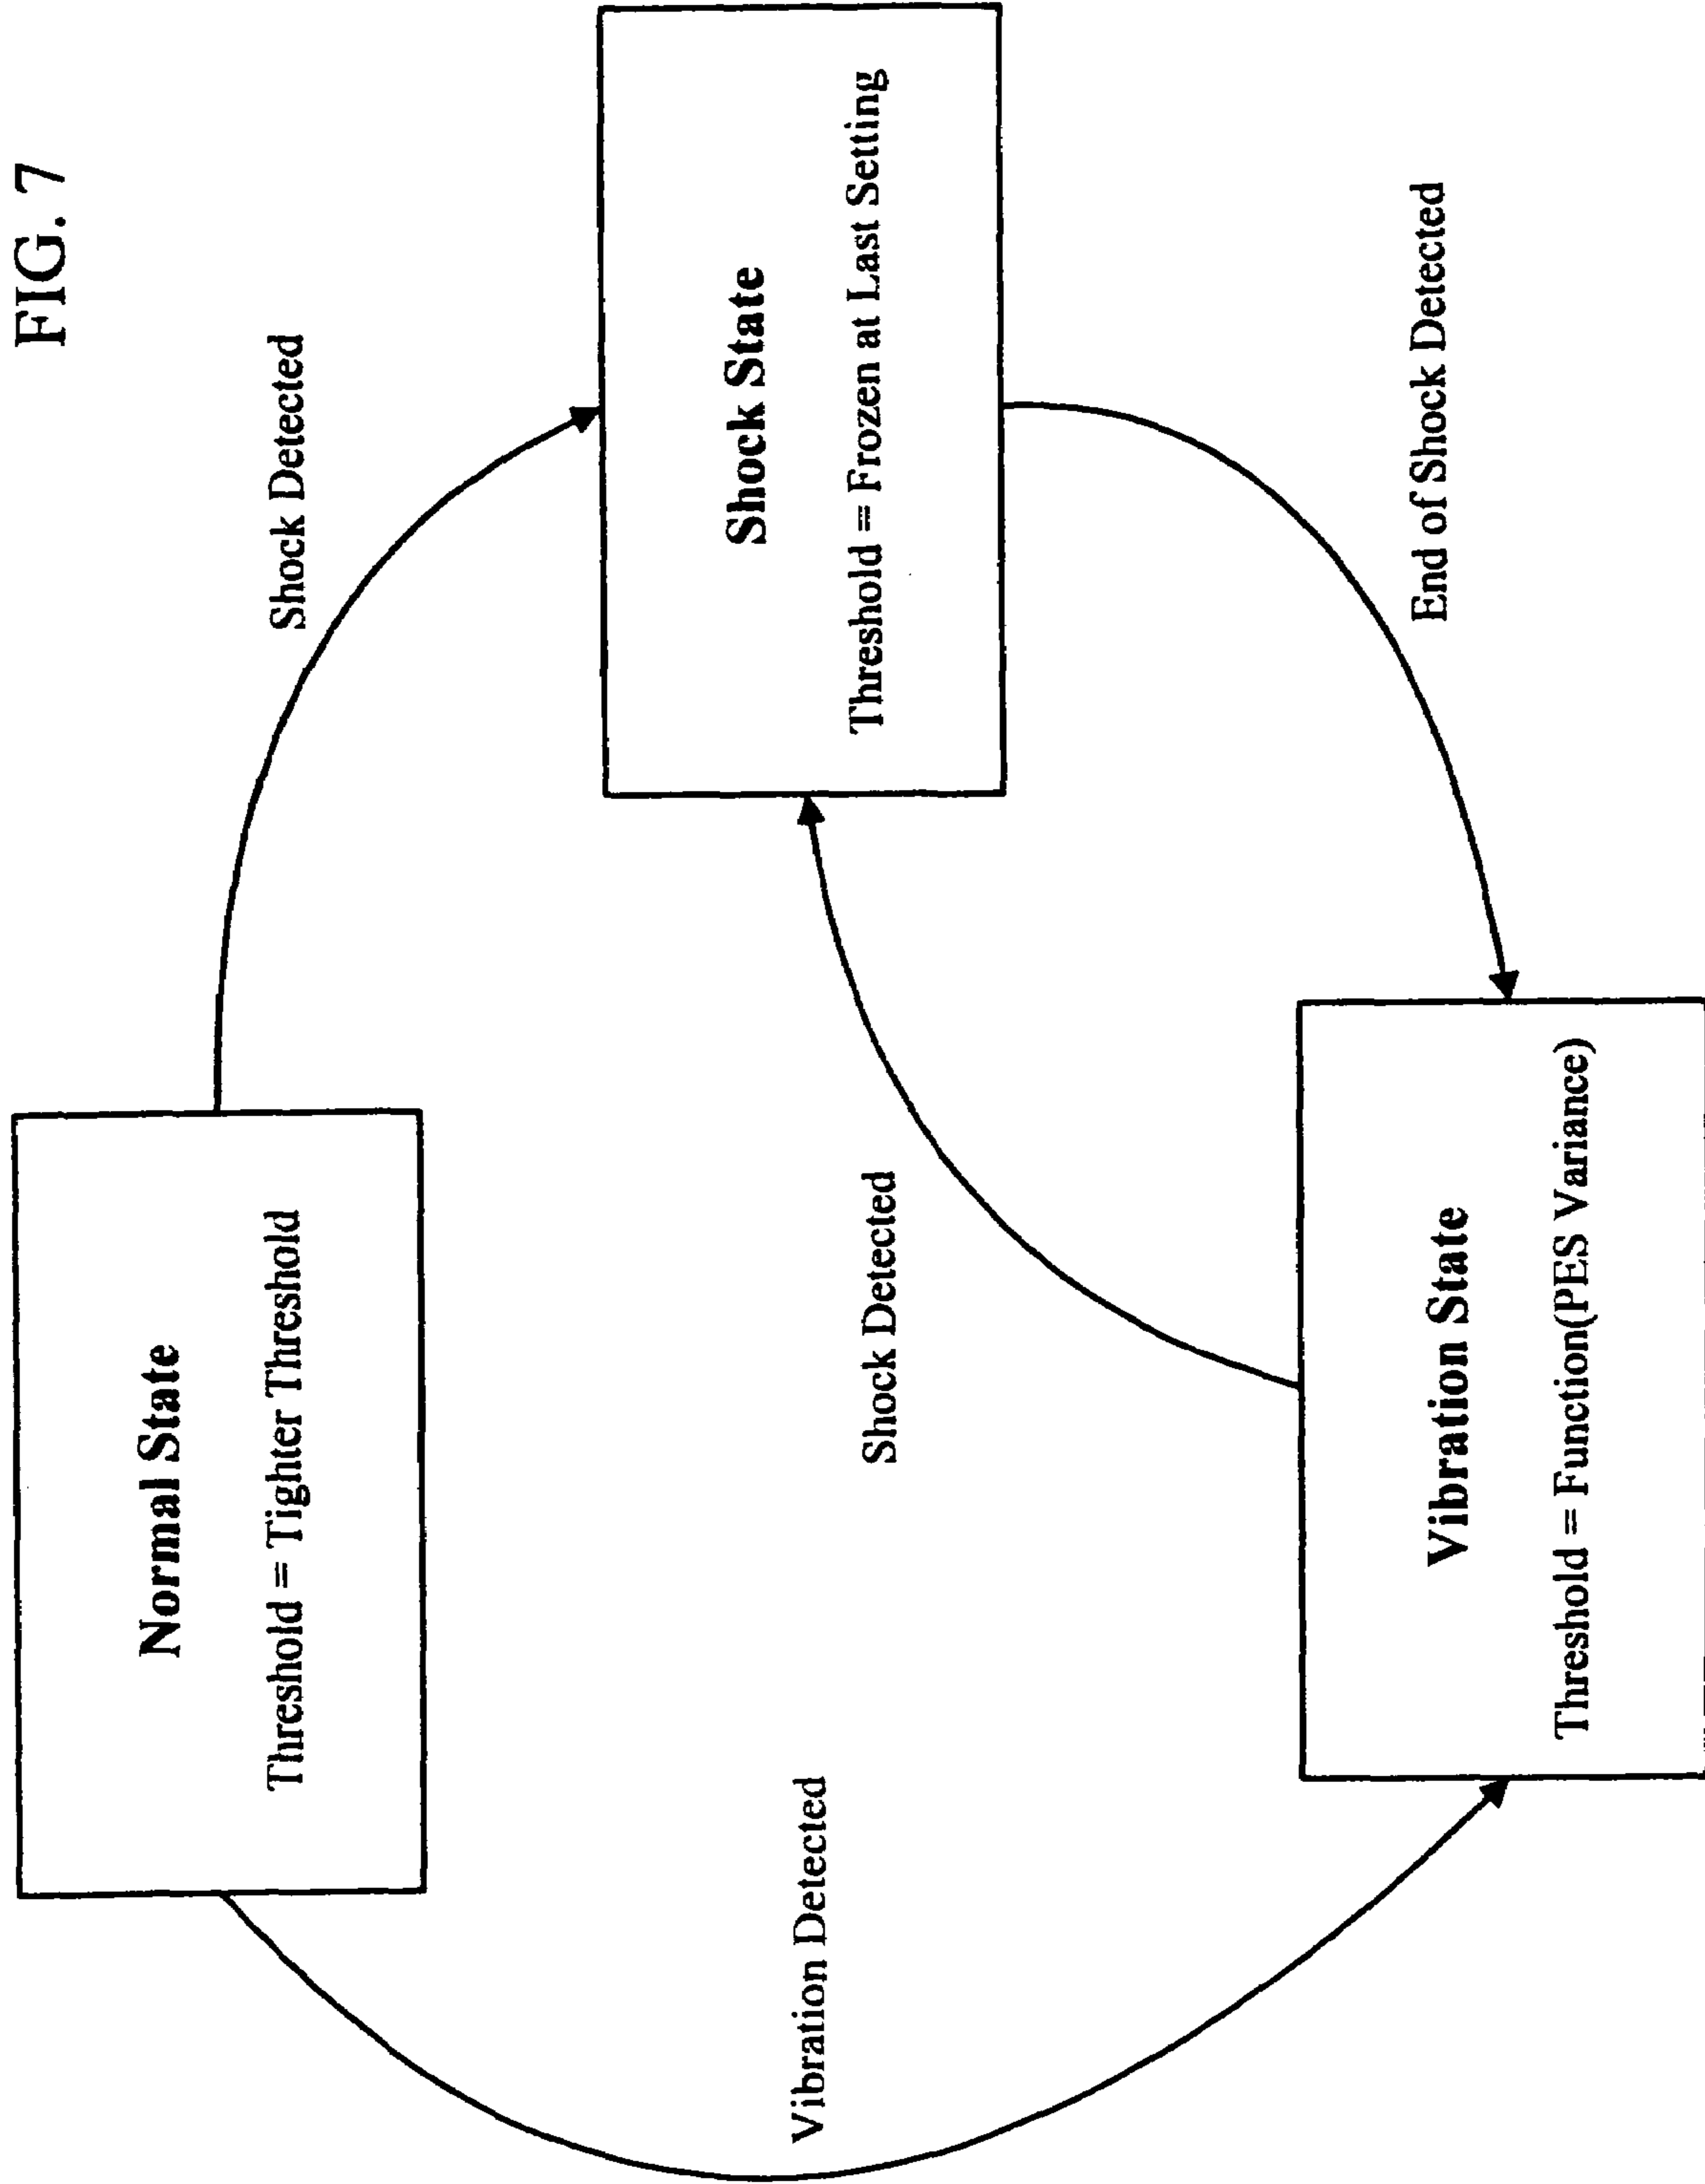 FIG. 7
Normal State
Threshold = Tighter Threshold
Shock Detected
Shock State
Threshold = Frozen at Last Setting
Vibration Detected
Shock Detected
End of Shock Detected
Vibration State
Threshold = Function(PES Variance)